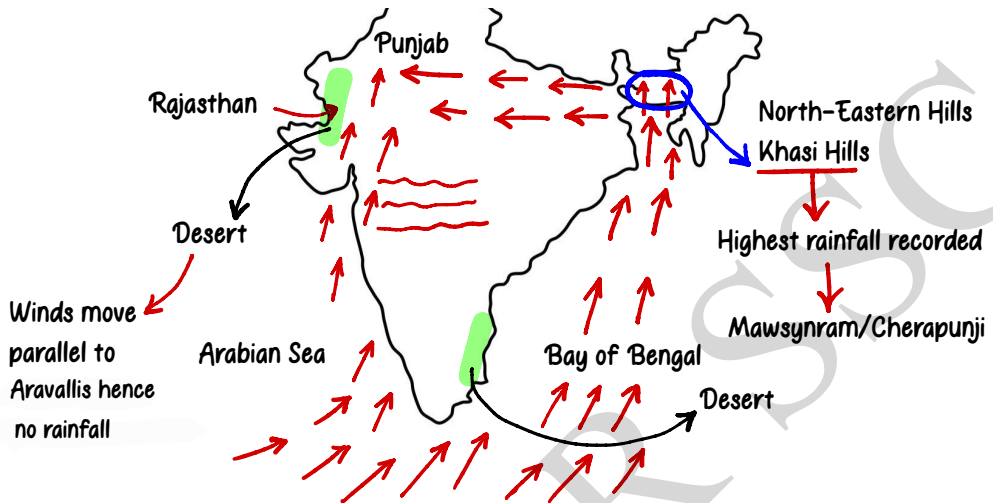 Punjab
Rajasthan
North-Eastern Hills
Khasi Hills
Desert
Highest rainfall recorded
Winds move
parallel to
Aravallis hence
no rainfall
Arabian Sea
Bay of Bengal
Mawsynram/Cherapunji
Desert
R SSC